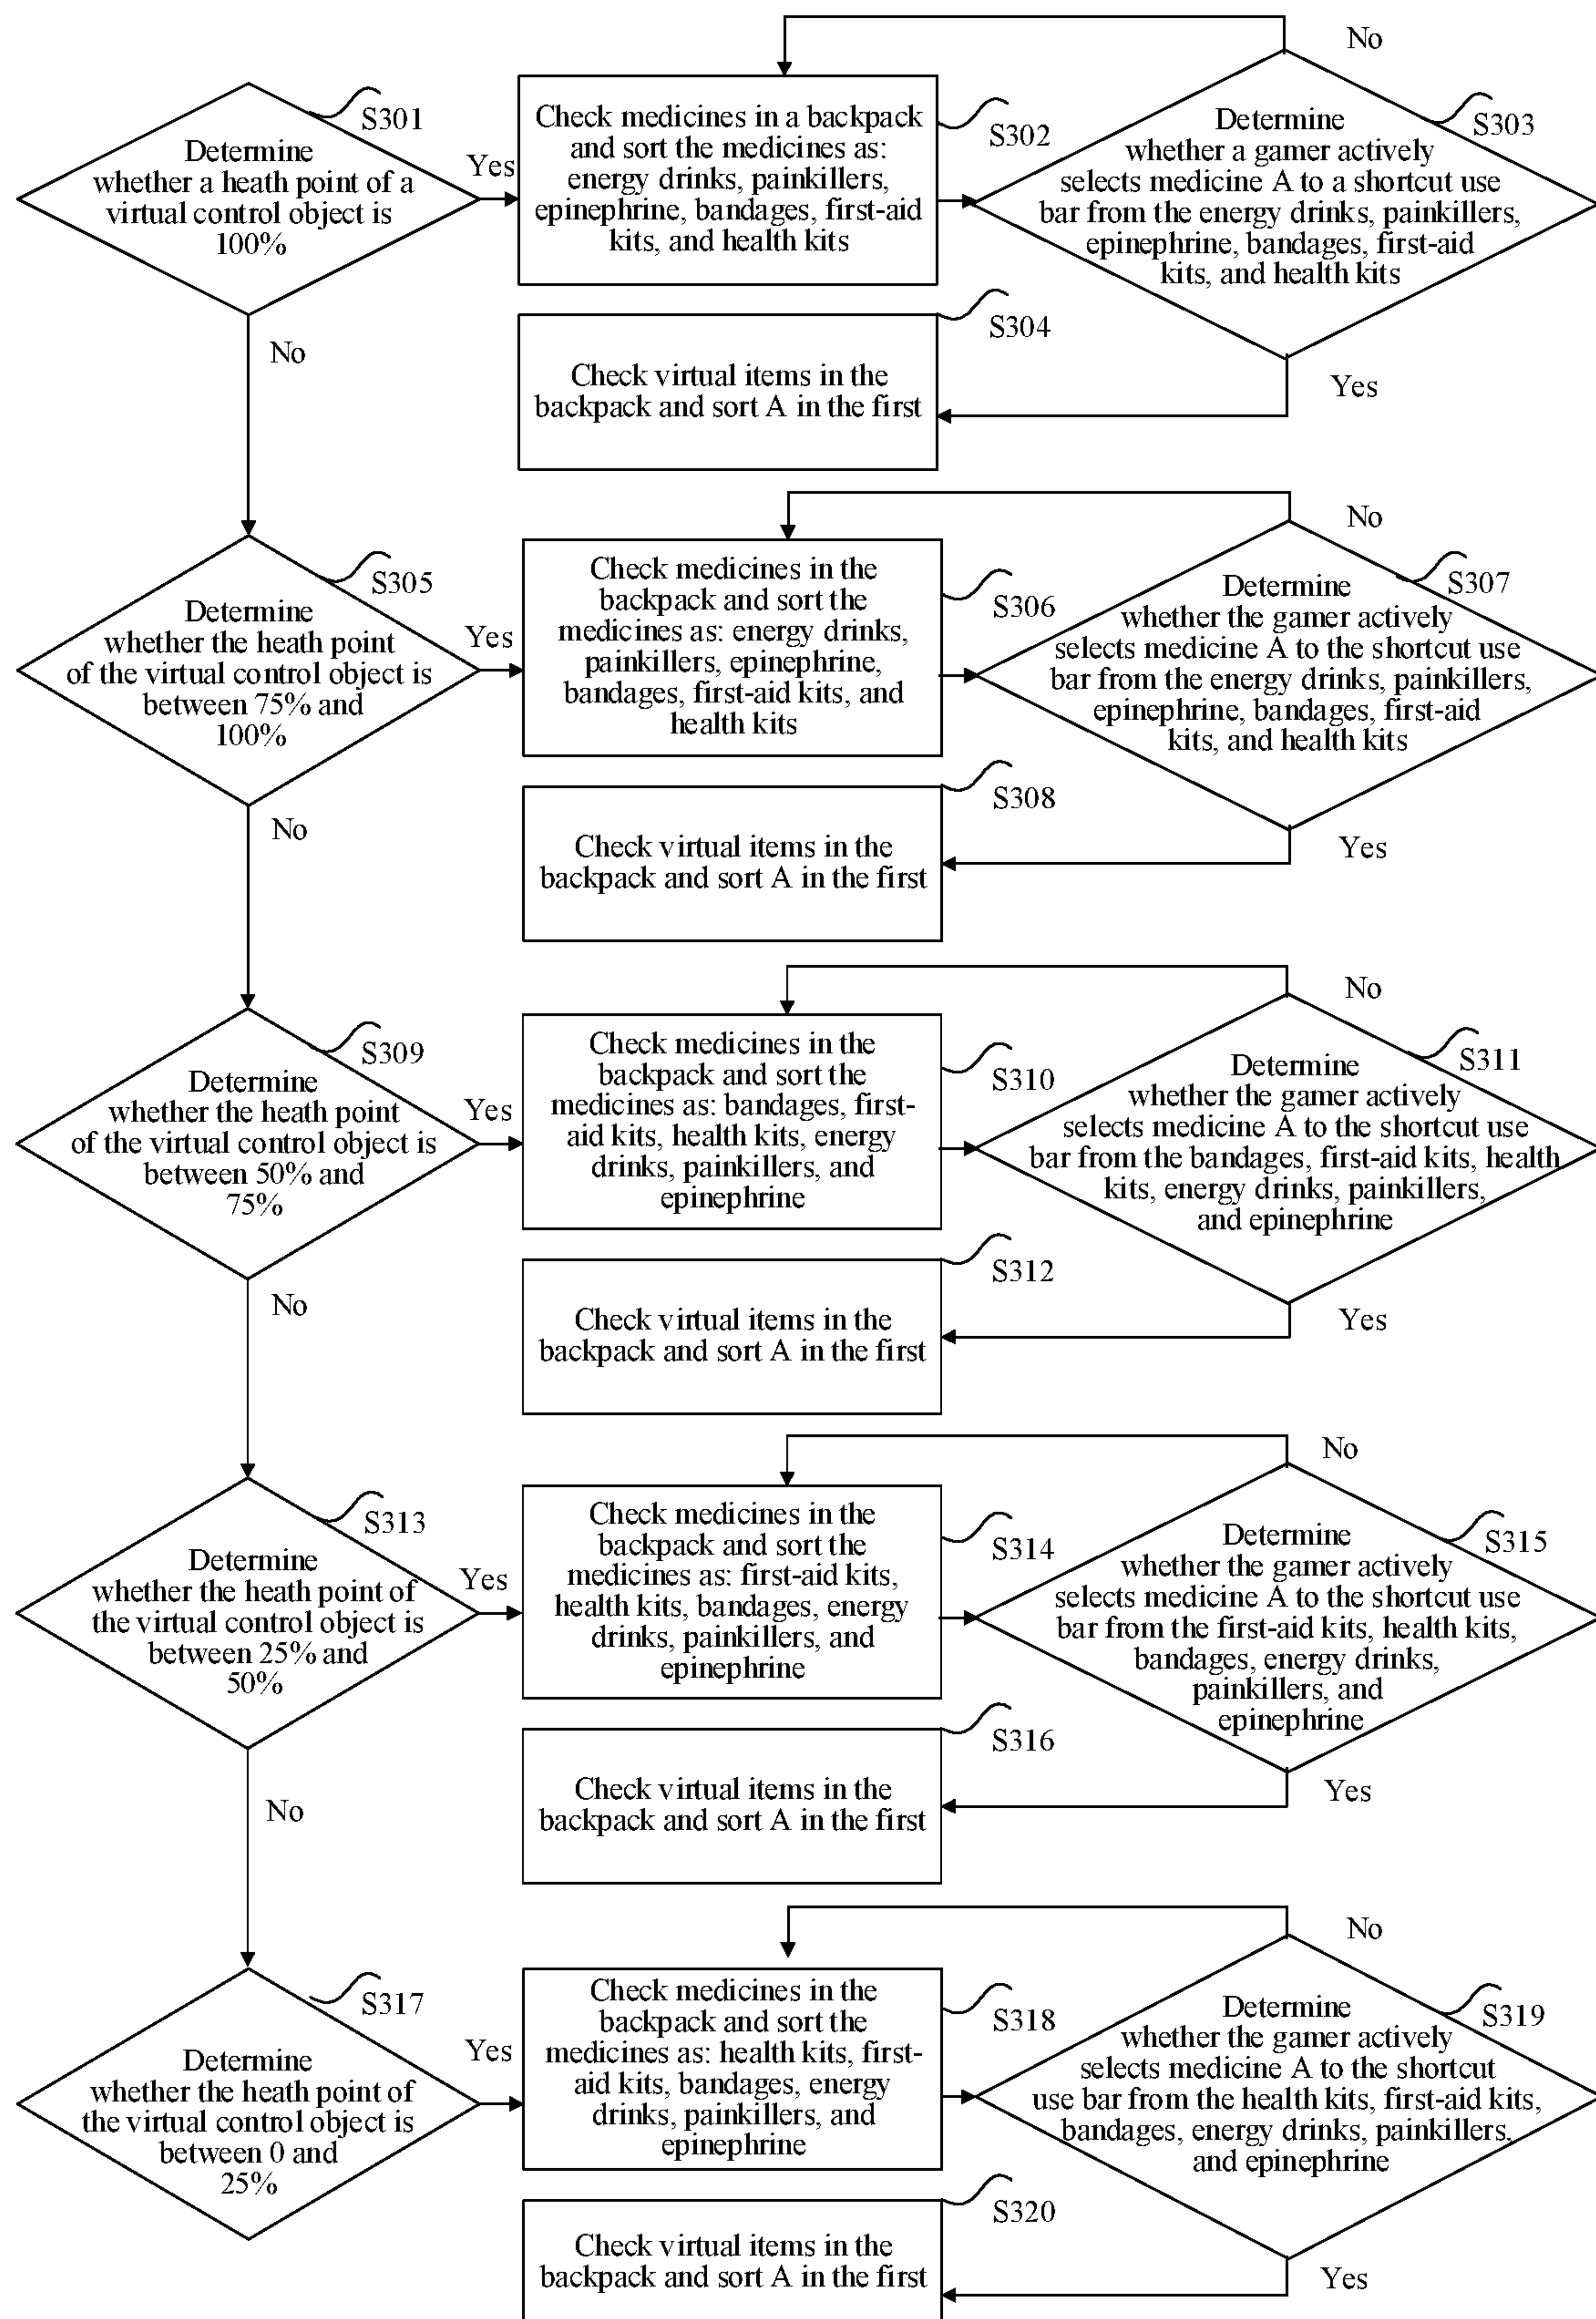 No
S301
Determine
whether a heath point of a
virtual control object is
100%
Yes
Check medicines in a backpack
and sort the medicines as:
energy drinks, painkillers,
epinephrine, bandages, first-aid
kits, and health kits
S302
S303
Determine
whether a gamer actively
selects medicine A to a shortcut use
bar from the energy drinks, painkillers,
epinephrine, bandages, first-aid
kits, and health kits
No
S304
Check virtual items in the
backpack and sort A in the first
Yes
S305
Determine
whether the heath point
of the virtual control object is
between 75% and
100%
Yes
Check medicines in the
backpack and sort the
medicines as: energy drinks,
painkillers, epinephrine,
bandages, first-aid kits, and
health kits
S306
No
S307
Determine
whether the gamer actively
selects medicine A to the shortcut use
bar from the energy drinks, painkillers,
epinephrine, bandages, first-aid
kits, and health kits
No
S308
Check virtual items in the
backpack and sort A in the first
Yes
S309
Determine
whether the heath point
of the virtual control object is
between 50% and
75%
Yes
Check medicines in the
backpack and sort the
medicines as: bandages, first-
aid kits, health kits, energy
drinks, painkillers, and
epinephrine
S310
No
S311
Determine
whether the gamer actively
selects medicine A to the shortcut use
bar from the bandages, first-aid kits, health
kits, energy drinks, painkillers,
and epinephrine
No
S312
Check virtual items in the
backpack and sort A in the first
Yes
S313
Determine
whether the heath point of
the virtual control object is
between 25% and
50%
Yes
Check medicines in the
backpack and sort the
medicines as: first-aid kits,
health kits, bandages, energy
drinks, painkillers, and
epinephrine
S314
No
S315
Determine
whether the gamer actively
selects medicine A to the shortcut use
bar from the first-aid kits, health kits,
bandages, energy drinks,
painkillers, and
epinephrine
No
S316
Check virtual items in the
backpack and sort A in the first
Yes
S317
Determine
whether the heath point of
the virtual control object is
between 0 and
25%
Yes
Check medicines in the
backpack and sort the
medicines as: health kits, first-
aid kits, bandages, energy
drinks, painkillers, and
epinephrine
S318
No
S319
Determine
whether the gamer actively
selects medicine A to the shortcut
use bar from the health kits, first-aid kits,
bandages, energy drinks, painkillers,
and epinephrine
S320
Check virtual items in the
backpack and sort A in the first
Yes